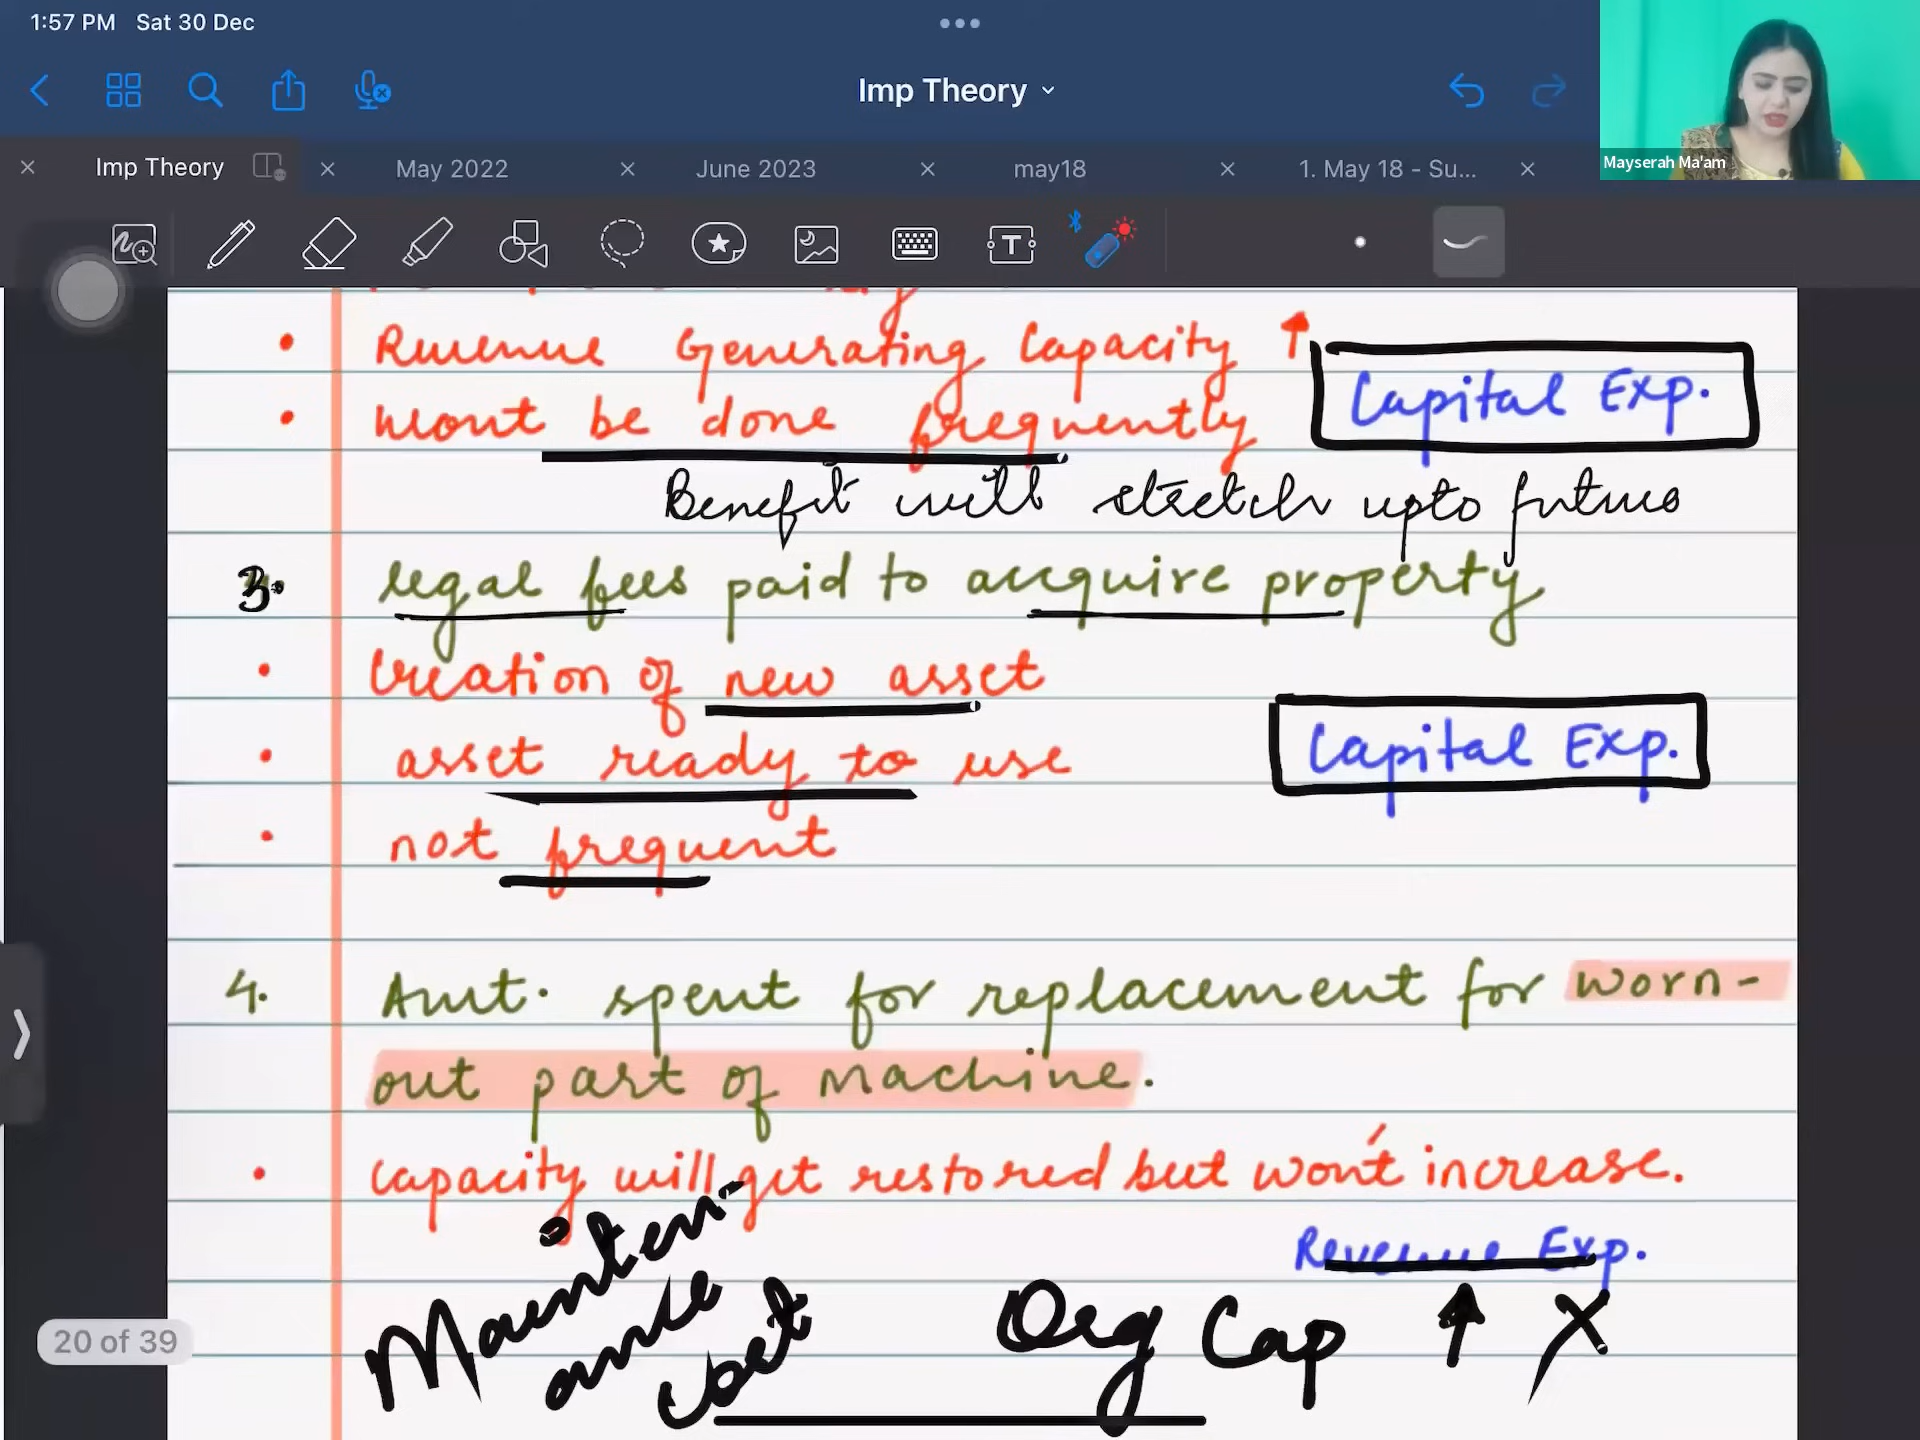 1:57 PM Sat 30 Dec
Imp Theory
Mayserah Ma'am
Imp Theory
May 2022
June 2023
may18
1. May 18 - Su...
• Revenue Generating Capacity ↑
Capital Exp.
• Wont be done frequently
Benefit will stretch upto future
3. legal fees paid to acquire property
• Creation of new asset
• asset ready to use
Capital Exp.
• not frequent
4. Amt. spent for replacement for worn-
out part of machine.
• Capacity will get restored but won't increase.
Revenue Exp.
Mainten-
ance
cost
Org Cap ↑ X
20 of 39